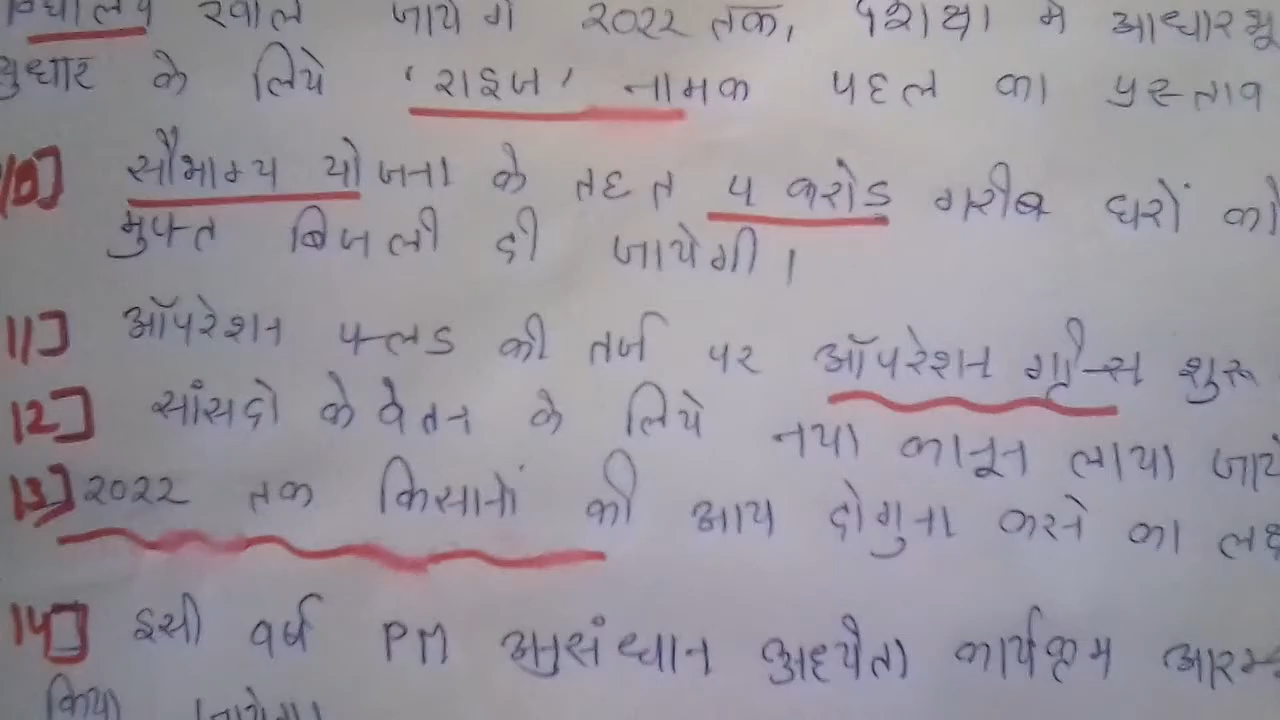 विद्यालय खोले जायेंगे २०२२ तक, शिक्षा में आधारभू
सुधार के लिये 'राइज' नामक पहल का प्रस्ताव
10] सौभाग्य योजना के तहत 4 करोड गरीब घरों को
मुफ्त बिजली दी जायेगी।
11] ऑपरेशन फ्लड की तर्ज पर ऑपरेशन ग्रीन्स शुरू
12] सांसदो के वेतन के लिये नया कानून लाया जाये
13] २०२२ तक किसानों की आय दोगुना करने का लक्ष
14] इसी वर्ष PM अनुसंधान अध्येता कार्यक्रम आरम्भ
किया जायेगा।